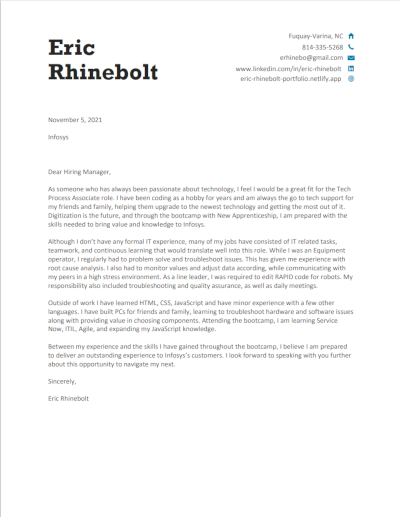 Eric
Rhinebolt
Fuquay-Varina, NC
814-335-5268
erhinebo@gmail.com
www.linkedin.com/in/eric-rhinebolt
eric-rhinebolt-portfolio.netlify.app
November 5, 2021
Infosys
Dear Hiring Manager,
As someone who has always been passionate about technology, I feel I would be a great fit for the Tech
Process Associate role. I have been coding as a hobby for years and am always the go to tech support for
my friends and family, helping them upgrade to the newest technology and getting the most out of it.
Digitization is the future, and through the bootcamp with New Apprenticeship, I am prepared with the
skills needed to bring value and knowledge to Infosys.
Although I don't have any formal IT experience, many of my jobs have consisted of IT related tasks,
teamwork, and continuous learning that would translate well into this role. While I was an Equipment
operator, I regularly had to problem solve and troubleshoot issues. This has given me experience with
root cause analysis. I also had to monitor values and adjust data according, while communicating with
my peers in a high stress environment. As a line leader, I was required to edit RAPID code for robots. My
responsibility also included troubleshooting and quality assurance, as well as daily meetings.
Outside of work I have learned HTML, CSS, JavaScript and have minor experience with a few other
languages. I have built PCs for friends and family, learning to troubleshoot hardware and software issues
along with providing value in choosing components. Attending the bootcamp, I am learning Service
Now, ITIL, Agile, and expanding my JavaScript knowledge.
Between my experience and the skills I have gained throughout the bootcamp, I believe I am prepared
to deliver an outstanding experience to Infosys's customers. I look forward to speaking with you further
about this opportunity to navigate my next.
Sincerely,
Eric Rhinebolt